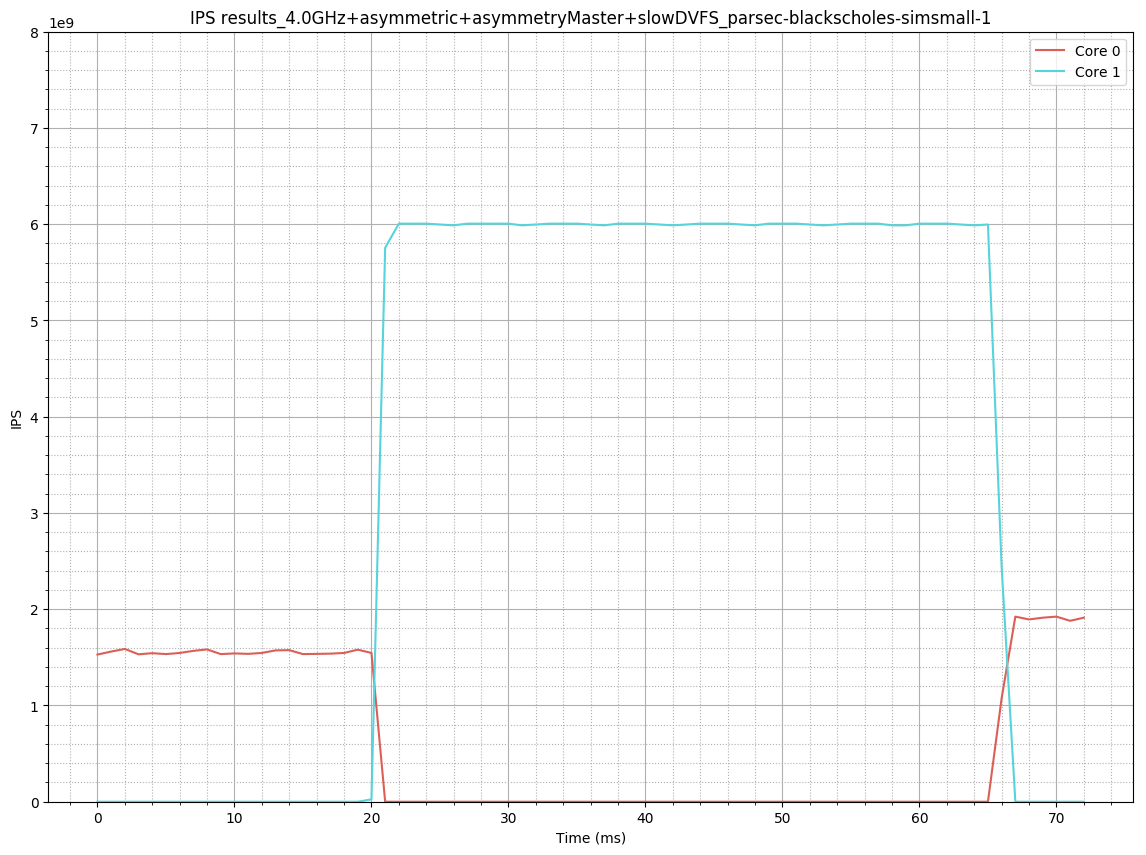 IPS results_4.0GHz+asymmetric+asymmetryMaster+slowDVFS_parsec-blackscholes-simsmall-1
1e9
Core 0
Core 1
8
7
6
5
4
3
2
1
0
IPS
0 10 20 30 40 50 60 70
Time (ms)